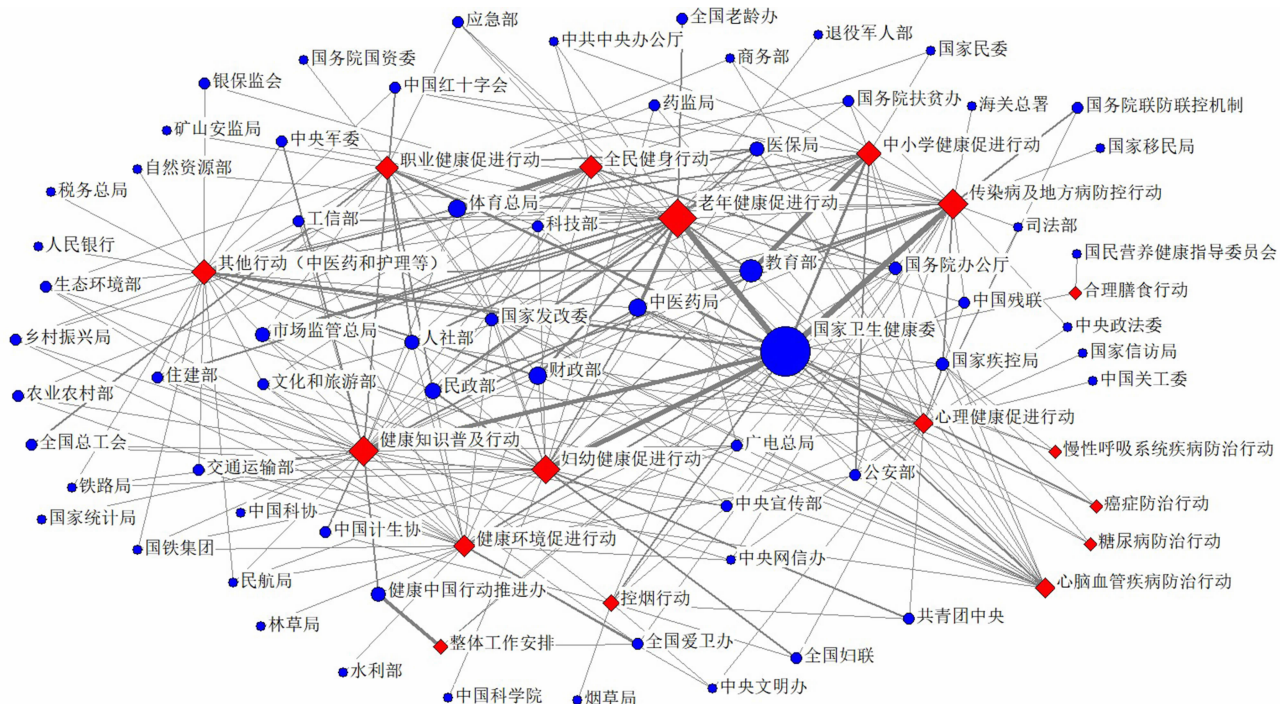 应急部
全国老龄办
中共中央办公厅
退役军人部
国务院国资委
商务部
国家民委
银保监会
中国红十字会
药监局
国务院扶贫办
海关总署
国务院联防联控机制
矿山安监局
中央军委
医保局
中小学健康促进行动
国家移民局
自然资源部
职业健康促进行动
全民健身行动
税务总局
体育总局
老年健康促进行动
传染病及地方病防控行动
工信部
科技部
司法部
人民银行
其他行动（中医药和护理等）
教育部
国务院办公厅
国民营养健康指导委员会
生态环境部
中医药局
中国残联
合理膳食行动
乡村振兴局
市场监管总局
国家发改委
人社部
国家卫生健康委
中央政法委
国家信访局
住建部
文化和旅游部
民政部
财政部
国家疾控局
中国关工委
农业农村部
全国总工会
健康知识普及行动
妇幼健康促进行动
广电总局
心理健康促进行动
慢性呼吸系统疾病防治行动
交通运输部
公安部
铁路局
国家统计局
中国科协
中国计生协
中央宣传部
癌症防治行动
国铁集团
健康环境促进行动
中央网信办
糖尿病防治行动
民航局
健康中国行动推进办
控烟行动
心脑血管疾病防治行动
林草局
整体工作安排
全国爱卫办
共青团中央
水利部
全国妇联
中国科学院
烟草局
中央文明办